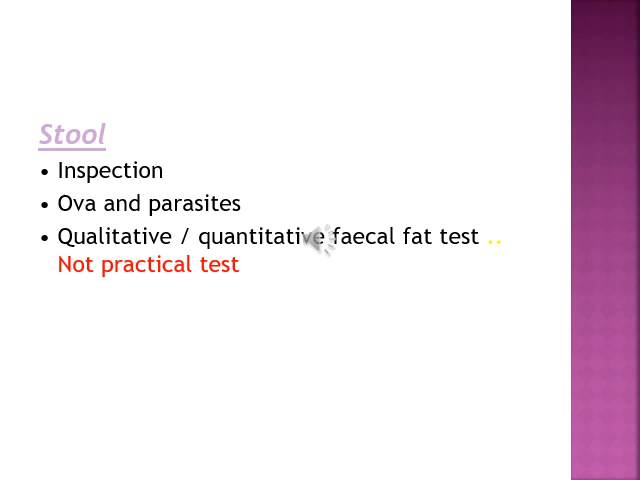 Stool
• Inspection
• Ova and parasites
• Qualitative / quantitative faecal fat test ..
Not practical test